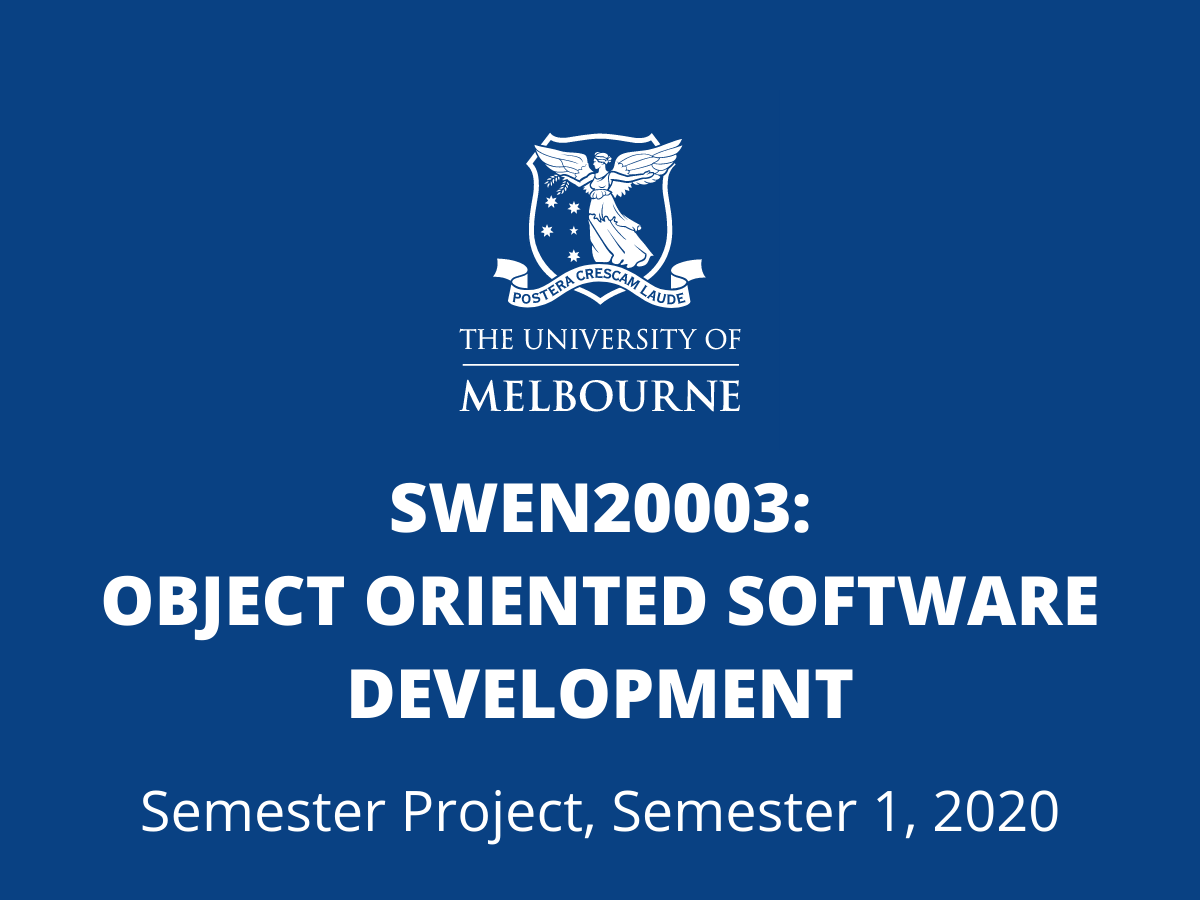 POSTERA CRESCAM LAUDE
THE UNIVERSITY OF
MELBOURNE
SWEN20003:
OBJECT ORIENTED SOFTWARE
DEVELOPMENT
Semester Project, Semester 1, 2020